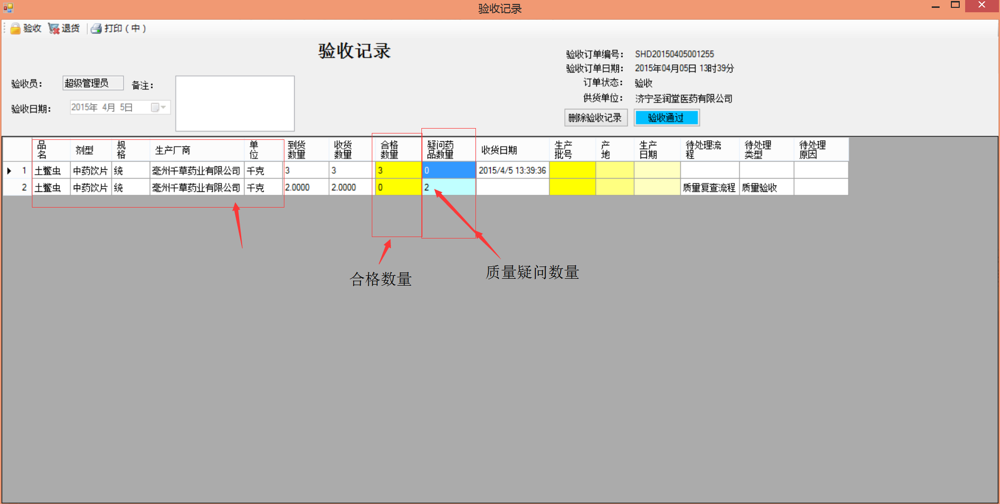 验收记录
验收 退货 打印（中）
验收记录
验收订单编号： SHD20150405001255
验收订单日期： 2015年04月05日 13时39分
订单状态： 验收
供货单位： 济宁圣润堂医药有限公司
验收员： 超级管理员 备注：
验收日期： 2015年 4月 5日
删除验收记录 验收通过
品名 剂型 规格 生产厂商 单位 到货数量 收货数量 合格数量 疑问药品数量 收货日期 生产批号 产地 生产日期 待处理流程 待处理类型 待处理原因
1 土鳖虫 中药饮片 统 亳州千草药业有限公司 千克 3 3 3 0 2015/4/5 13:39:36
2 土鳖虫 中药饮片 统 亳州千草药业有限公司 千克 2.0000 2.0000 0 2 质量复查流程 质量验收
合格数量
质量疑问数量